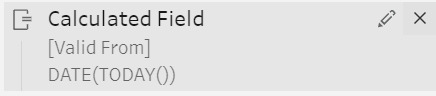 Calculated Field
[Valid From]
DATE(TODAY())